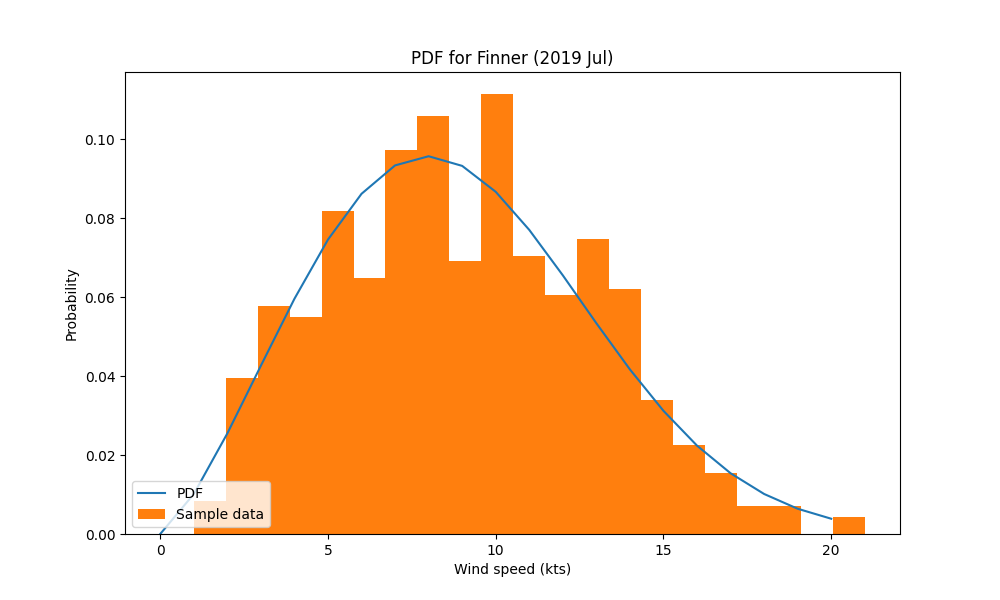 PDF for Finner (2019 Jul)
0.10
0.08
0.06
0.04
0.02
0.00
Probability
PDF
Sample data
0 5 10 15 20
Wind speed (kts)